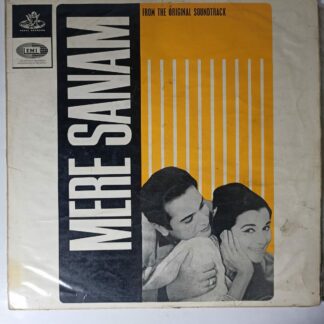 FROM THE ORIGINAL SOUNDTRACK
EMI
MERE SANAM